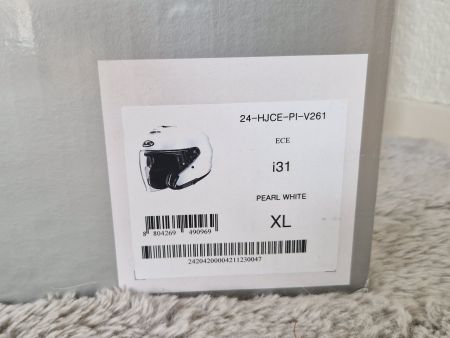 24-HJCE-PI-V261
ECE
i31
PEARL WHITE
XL
8 804269 490969
24204200004211230047